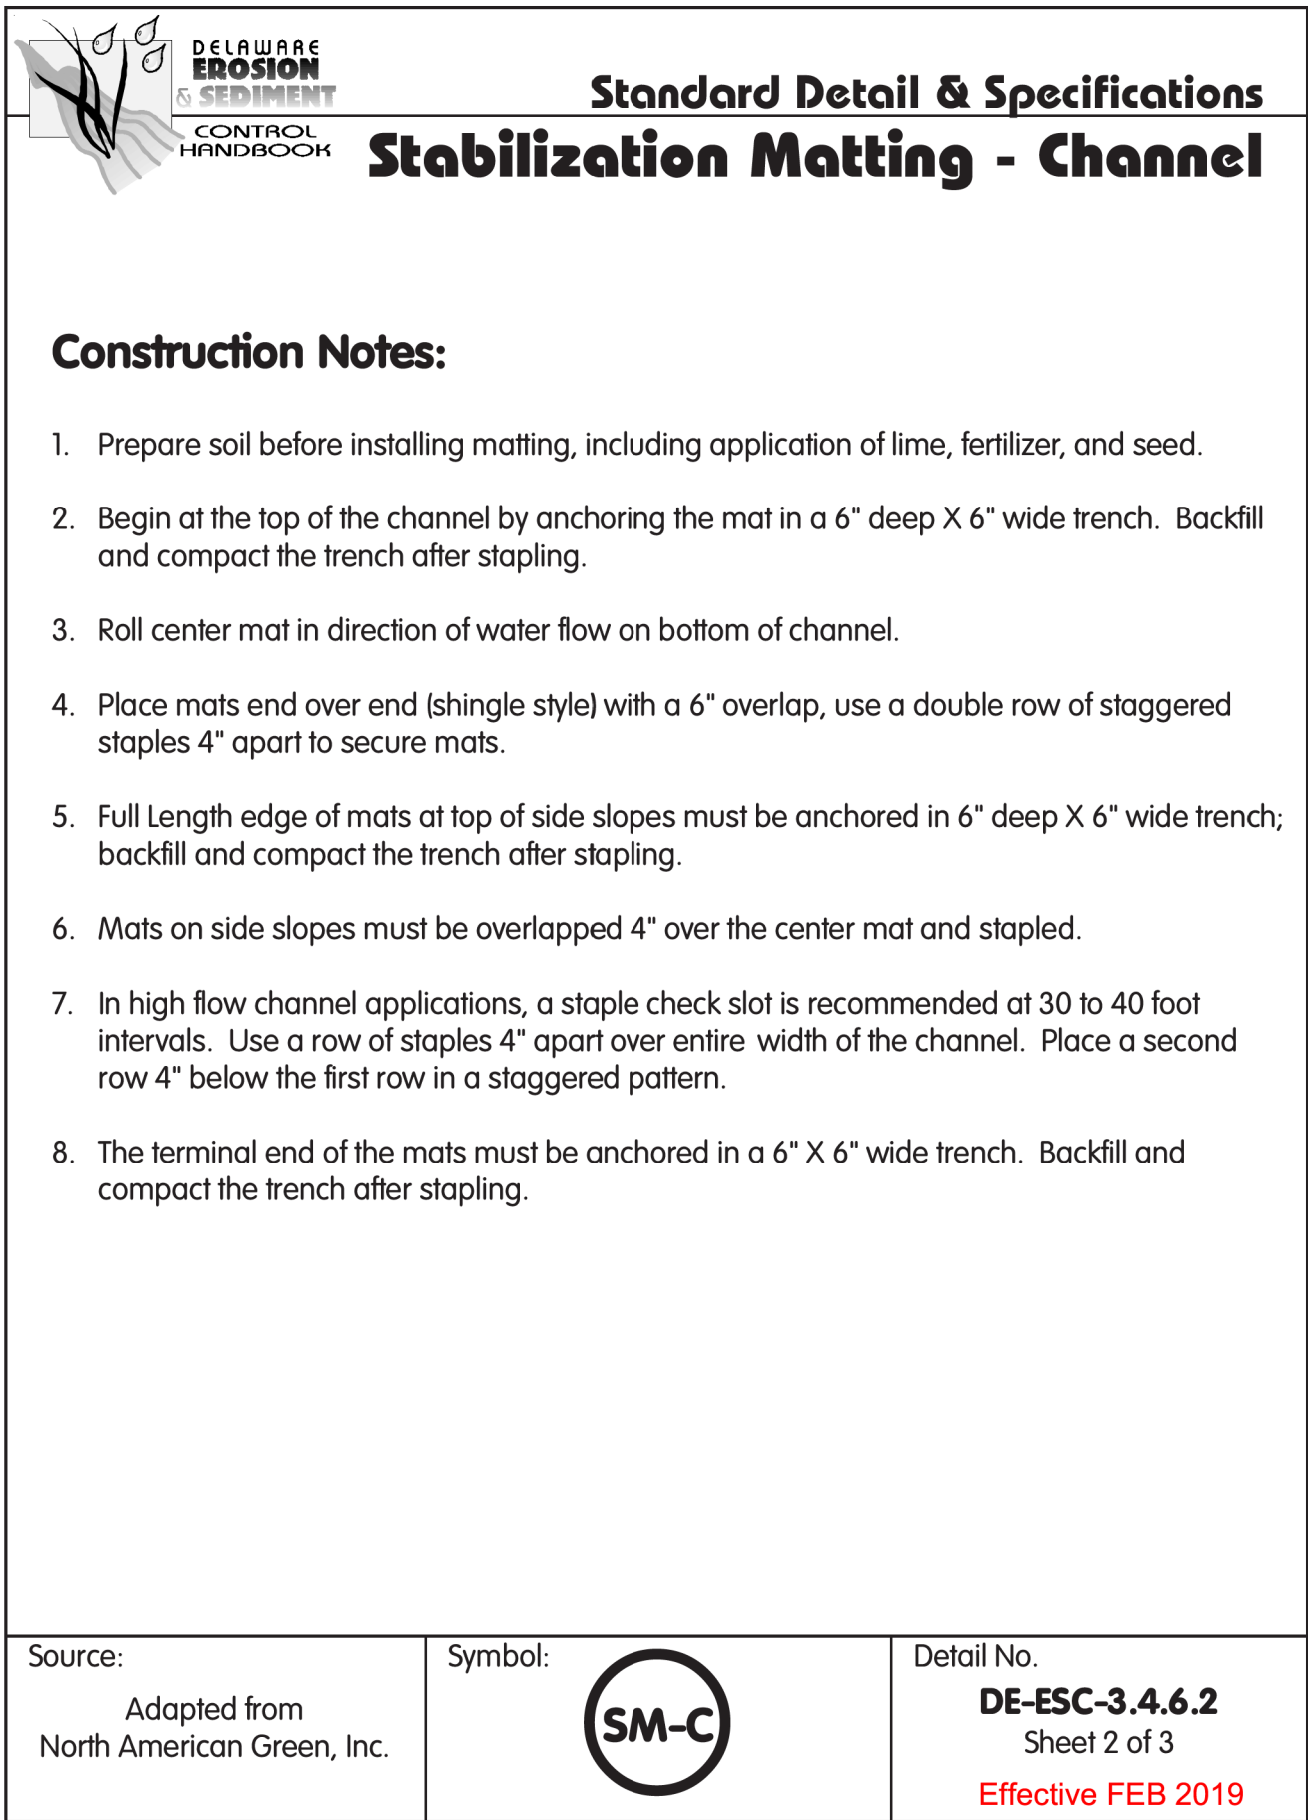 DELAWARE
EROSION
& SEDIMENT
CONTROL
HANDBOOK
Standard Detail & Specifications
Stabilization Matting - Channel
Construction Notes:
1. Prepare soil before installing matting, including application of lime, fertilizer, and seed.
2. Begin at the top of the channel by anchoring the mat in a 6" deep X 6" wide trench. Backfill
and compact the trench after stapling.
3. Roll center mat in direction of water flow on bottom of channel.
4. Place mats end over end (shingle style) with a 6" overlap, use a double row of staggered
staples 4" apart to secure mats.
5. Full Length edge of mats at top of side slopes must be anchored in 6" deep X 6" wide trench;
backfill and compact the trench after stapling.
6. Mats on side slopes must be overlapped 4" over the center mat and stapled.
7. In high flow channel applications, a staple check slot is recommended at 30 to 40 foot
intervals. Use a row of staples 4" apart over entire width of the channel. Place a second
row 4" below the first row in a staggered pattern.
8. The terminal end of the mats must be anchored in a 6" X 6" wide trench. Backfill and
compact the trench after stapling.
Source:
Adapted from
North American Green, Inc.
Symbol:
SM-C
Detail No.
DE-ESC-3.4.6.2
Sheet 2 of 3
Effective FEB 2019